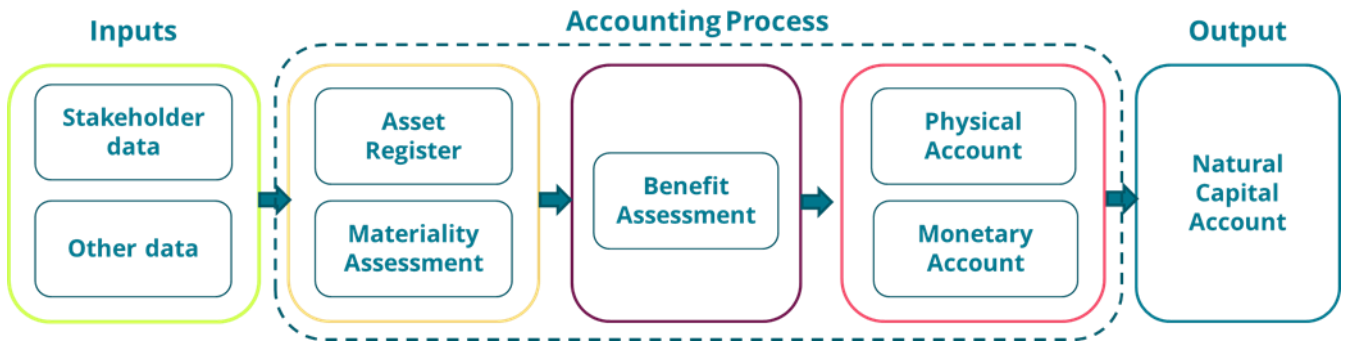 Inputs
Accounting Process
Output
Stakeholder
data
Other data
Asset
Register
Materiality
Assessment
Benefit
Assessment
Physical
Account
Monetary
Account
Natural
Capital
Account